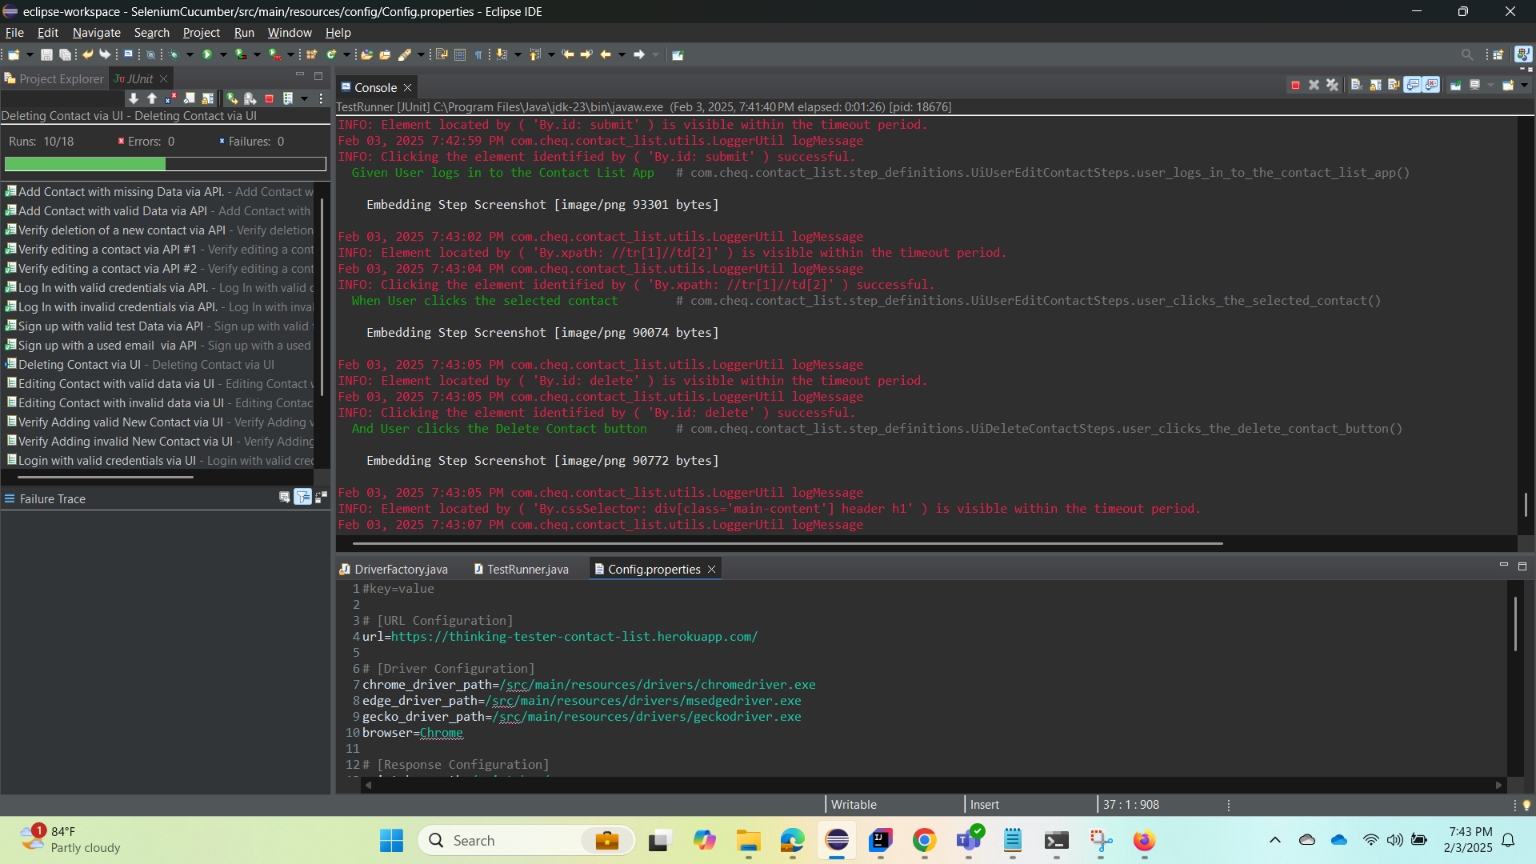 eclipse-workspace - SeleniumCucumber/src/main/resources/config/Config.properties - Eclipse IDE
File Edit Navigate Search Project Run Window Help
Project Explorer JUnit
Deleting Contact via UI - Deleting Contact via UI
Runs: 10/18 Errors: 0 Failures: 0
Add Contact with missing Data via API. - Add Contact w
Add Contact with valid Data via API - Add Contact with
Verify deletion of a new contact via API - Verify deletion
Verify editing a contact via API #1 - Verify editing a cont
Verify editing a contact via API #2 - Verify editing a cont
Log In with valid credentials via API. - Log In with valid c
Log In with invalid credentials via API. - Log In with inva
Sign up with valid test Data via API - Sign up with valid
Sign up with a used email  via API - Sign up with a used
Deleting Contact via UI - Deleting Contact via UI
Editing Contact with valid data via UI - Editing Contact
Editing Contact with invalid data via UI - Editing Contac
Verify Adding valid New Contact via UI - Verify Adding
Verify Adding invalid New Contact via UI - Verify Adding
Login with valid credentials via UI - Login with valid cre
Failure Trace
Console
TestRunner [JUnit] C:\Program Files\Java\jdk-23\bin\javaw.exe (Feb 3, 2025, 7:41:40 PM elapsed: 0:01:26) [pid: 18676]
INFO: Element located by ( 'By.id: submit' ) is visible within the timeout period.
Feb 03, 2025 7:42:59 PM com.cheq.contact_list.utils.LoggerUtil logMessage
INFO: Clicking the element identified by ( 'By.id: submit' ) successful.
Given User logs in to the Contact List App # com.cheq.contact_list.step_definitions.UiUserEditContactSteps.user_logs_in_to_the_contact_list_app()
Embedding Step Screenshot [image/png 93301 bytes]
Feb 03, 2025 7:43:02 PM com.cheq.contact_list.utils.LoggerUtil logMessage
INFO: Element located by ( 'By.xpath: //tr[1]//td[2]' ) is visible within the timeout period.
Feb 03, 2025 7:43:04 PM com.cheq.contact_list.utils.LoggerUtil logMessage
INFO: Clicking the element identified by ( 'By.xpath: //tr[1]//td[2]' ) successful.
When User clicks the selected contact # com.cheq.contact_list.step_definitions.UiUserEditContactSteps.user_clicks_the_selected_contact()
Embedding Step Screenshot [image/png 90074 bytes]
Feb 03, 2025 7:43:05 PM com.cheq.contact_list.utils.LoggerUtil logMessage
INFO: Element located by ( 'By.id: delete' ) is visible within the timeout period.
Feb 03, 2025 7:43:05 PM com.cheq.contact_list.utils.LoggerUtil logMessage
INFO: Clicking the element identified by ( 'By.id: delete' ) successful.
And User clicks the Delete Contact button # com.cheq.contact_list.step_definitions.UiDeleteContactSteps.user_clicks_the_delete_contact_button()
Embedding Step Screenshot [image/png 90772 bytes]
Feb 03, 2025 7:43:05 PM com.cheq.contact_list.utils.LoggerUtil logMessage
INFO: Element located by ( 'By.cssSelector: div[class='main-content'] header h1' ) is visible within the timeout period.
Feb 03, 2025 7:43:07 PM com.cheq.contact_list.utils.LoggerUtil logMessage
DriverFactory.java TestRunner.java Config.properties
1 #key=value
2
3 # [URL Configuration]
4 url=https://thinking-tester-contact-list.herokuapp.com/
5
6 # [Driver Configuration]
7 chrome_driver_path=/src/main/resources/drivers/chromedriver.exe
8 edge_driver_path=/src/main/resources/drivers/msedgedriver.exe
9 gecko_driver_path=/src/main/resources/drivers/geckodriver.exe
10 browser=Chrome
11
12 # [Response Configuration]
Writable Insert 37 : 1 : 908
1
84°F
Partly cloudy
Search
7:43 PM
2/3/2025